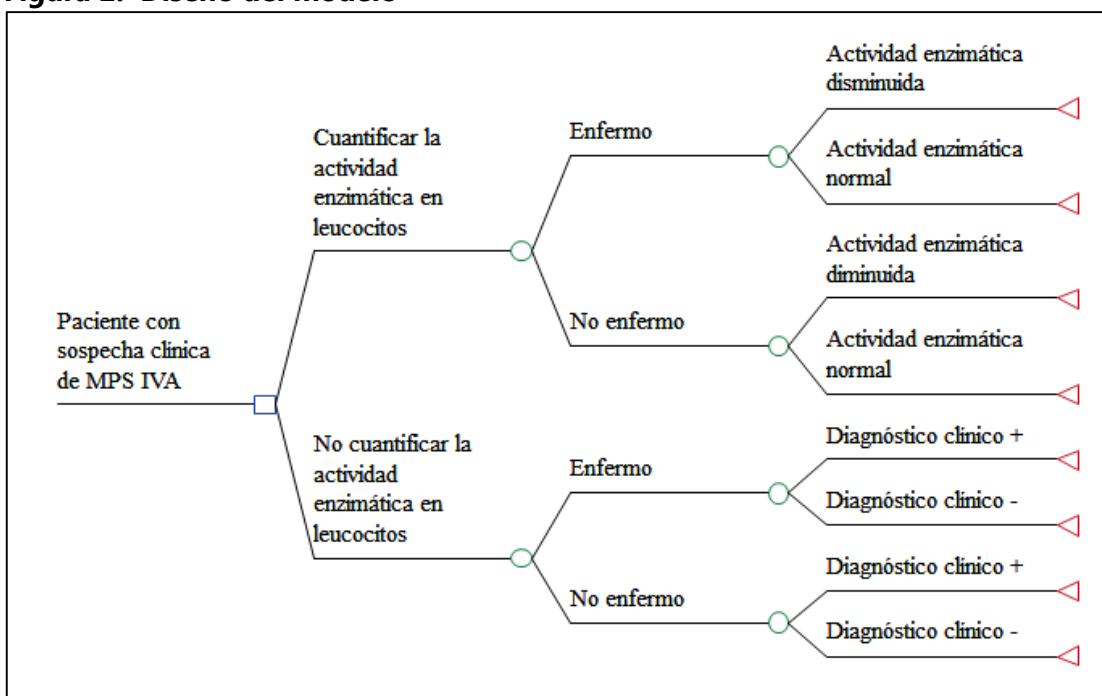 Figura 2. Diseño del modelo
Actividad enzimática
disminuida
Cuantificar la
actividad
enzimática en
leucocitos
Enfermo
Actividad enzimática
normal
Actividad enzimática
diminuida
No enfermo
Actividad enzimática
normal
Paciente con
sospecha clínica
de MPS IVA
No cuantificar la
actividad
enzimática en
leucocitos
Enfermo
Diagnóstico clínico +
Diagnóstico clínico -
No enfermo
Diagnóstico clínico +
Diagnóstico clínico -